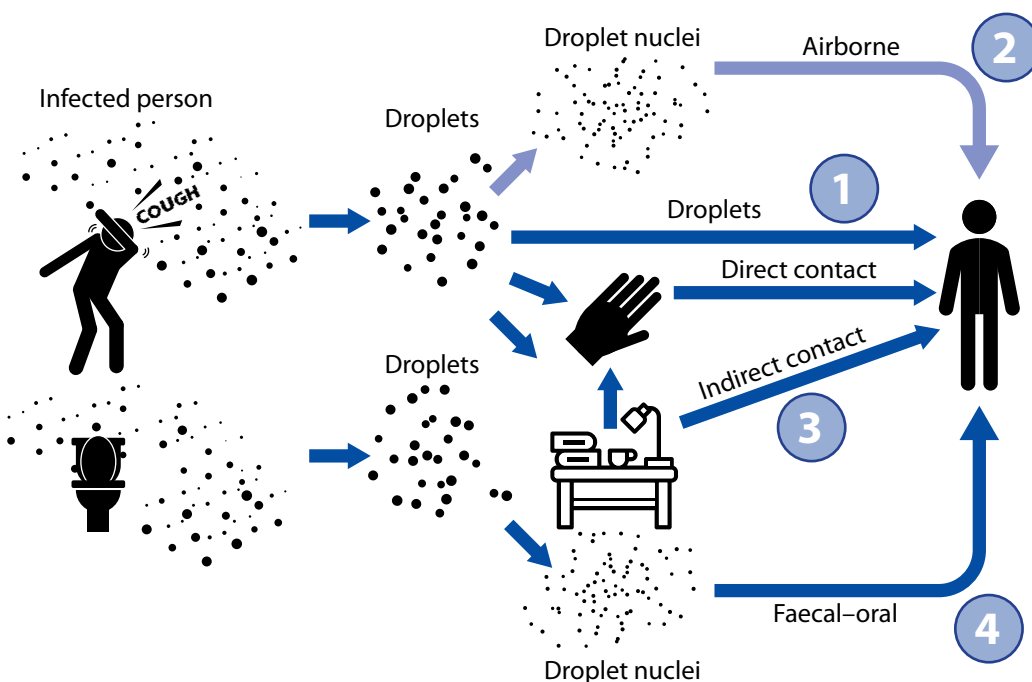 Droplet nuclei
Airborne
2
Infected person
Droplets
COUGH
1
Droplets
Direct contact
Droplets
Indirect contact
3
Faecal–oral
4
Droplet nuclei